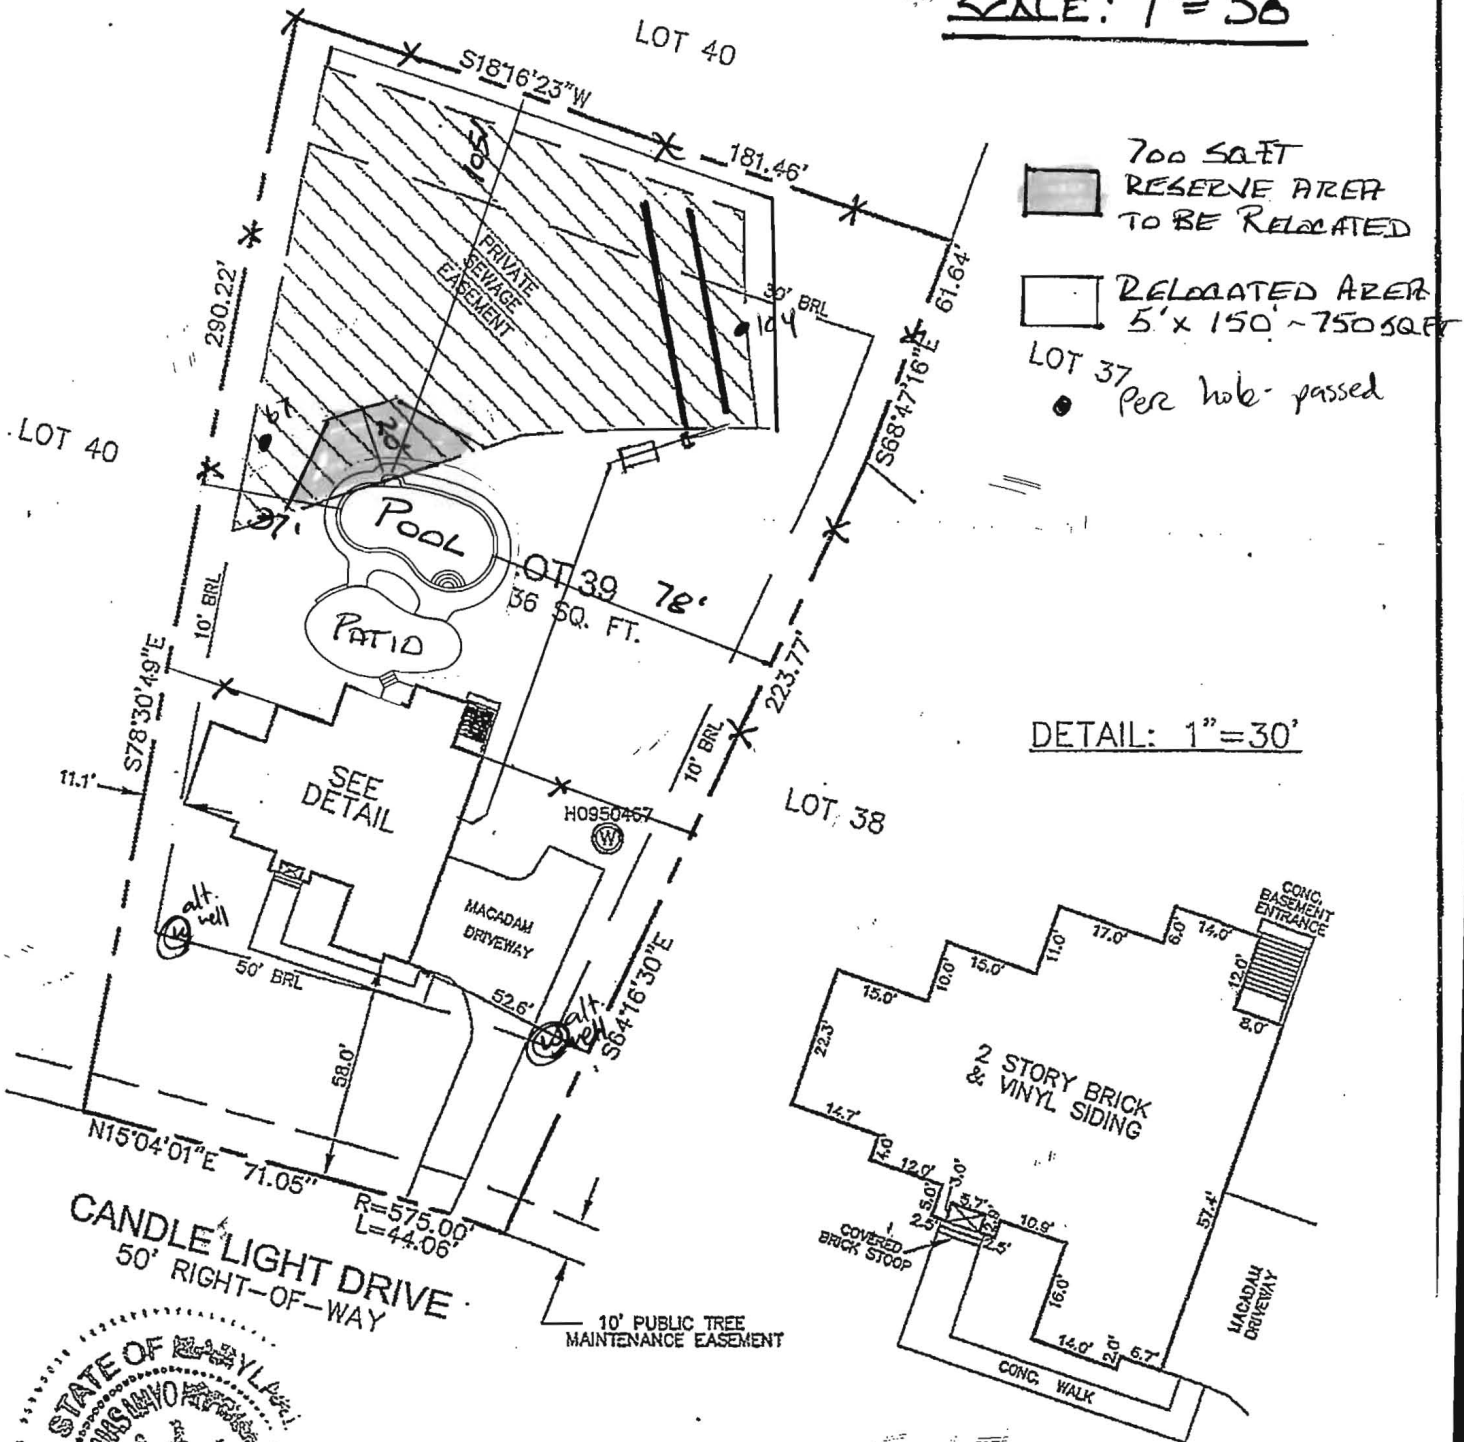 SCALE: 1" = 50'
LOT 40
S18°16'23"W
181.46'
105'
700 SQ.FT
RESERVE AREA
TO BE RELOCATED
RELOCATED AREA
5' x 150' ~ 750 SQ FT
LOT 37
Perc hole - passed
PRIVATE
SEWAGE
EASEMENT
30' BRL
104
61.64'
S68°47'16"E
290.22'
67
20'
LOT 40
27'
POOL
LOT 39
36 SQ. FT.
78'
PATIO
10' BRL
S78°30'49"E
223.77'
10' BRL
DETAIL: 1"=30'
11.1'
SEE
DETAIL
H0950467
W
LOT 38
alt.
well
W
MACADAM
DRIVEWAY
50' BRL
52.6'
alt.
well
W
S64°16'30"E
58.0'
N15°04'01"E 71.05"
R=575.00'
L=44.06'
CANDLE LIGHT DRIVE
50' RIGHT-OF-WAY
10' PUBLIC TREE
MAINTENANCE EASEMENT
CONC.
BASEMENT
ENTRANCE
17.0'
6.0'
14.0'
11.0'
15.0'
10.0'
15.0'
12.0'
8.0'
22.3'
2 STORY BRICK
& VINYL SIDING
14.7'
4.0'
12.0'
3.0'
5.0'
5.7'
2.9'
2.5'
2.5'
10.9'
COVERED
BRICK STOOP
57.4'
16.0'
14.0'
2.0'
6.7'
MACADAM
DRIVEWAY
CONC. WALK
STATE OF MARYLAND